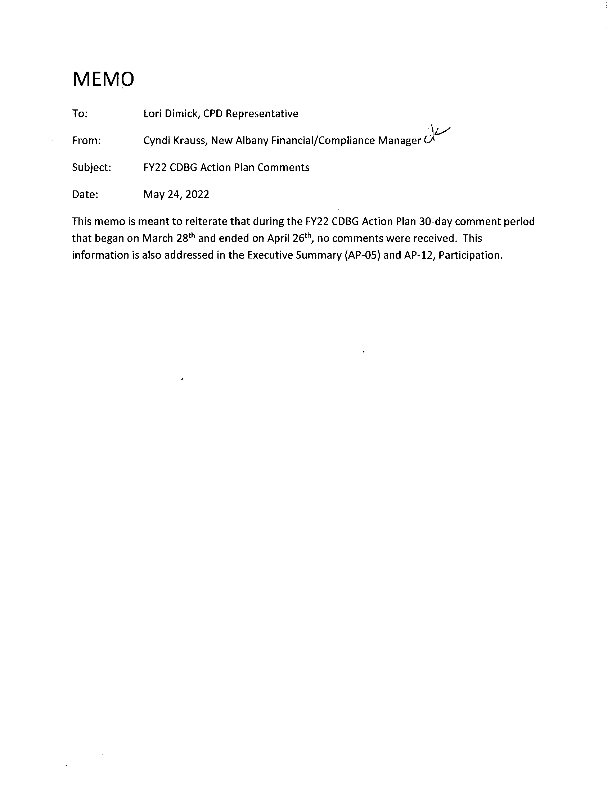 MEMO
To: Lori Dimick, CPD Representative
From: Cyndi Krauss, New Albany Financial/Compliance Manager CK
Subject: FY22 CDBG Action Plan Comments
Date: May 24, 2022
This memo is meant to reiterate that during the FY22 CDBG Action Plan 30-day comment period
that began on March 28th and ended on April 26th, no comments were received. This
information is also addressed in the Executive Summary (AP-05) and AP-12, Participation.